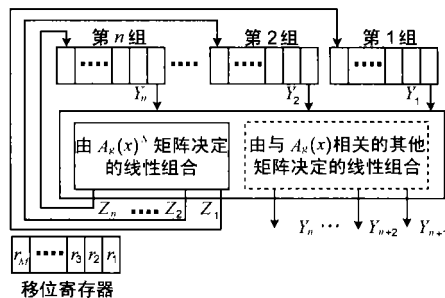 第 n 组 第 2 组 第 1 组
Yn Y2 Y1
由 AR(x)^Δ 矩阵决定的线性组合
由与 AR(x)相关的其他矩阵决定的线性组合
Zn Z2 Z1
Yn ··· Yn+2 Yn+1
rM r3 r2 r1
移位寄存器